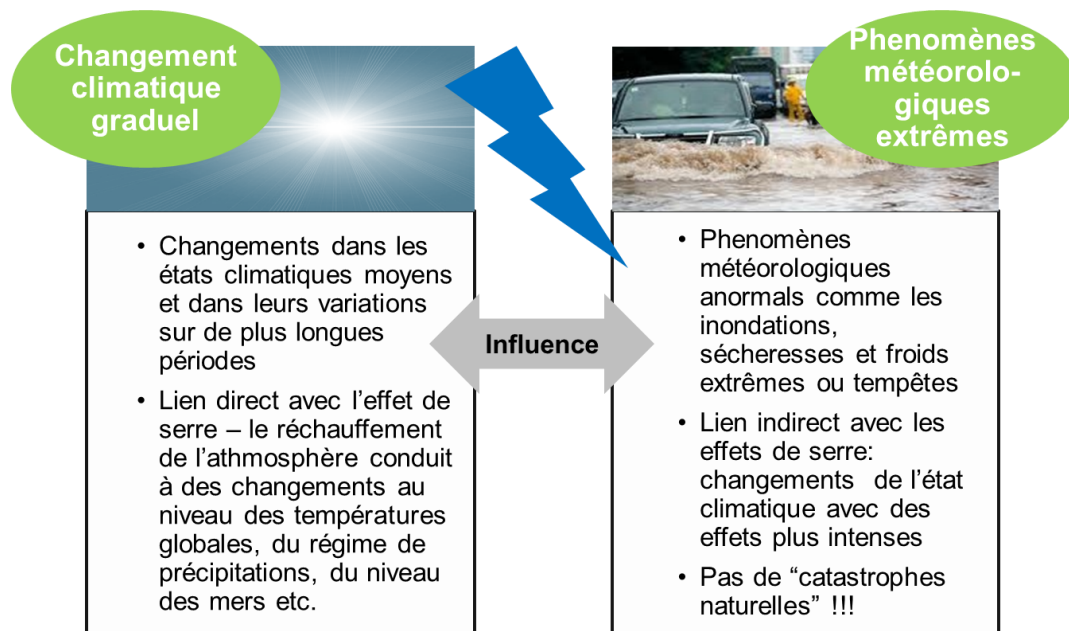 Changement
climatique
graduel
Phenomènes
météorolo-
giques
extrêmes
• Changements dans les
états climatiques moyens
et dans leurs variations
sur de plus longues
périodes
• Lien direct avec l’effet de
serre – le réchauffement
de l’athmosphère conduit
à des changements au
niveau des températures
globales, du régime de
précipitations, du niveau
des mers etc.
Influence
• Phenomènes
météorologiques
anormals comme les
inondations,
sécheresses et froids
extrêmes ou tempêtes
• Lien indirect avec les
effets de serre:
changements de l’état
climatique avec des
effets plus intenses
• Pas de “catastrophes
naturelles” !!!